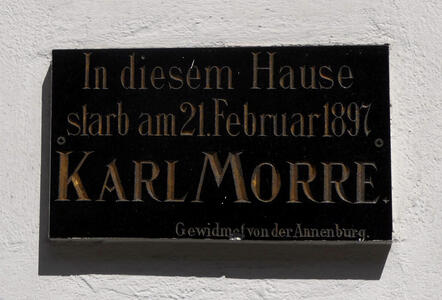 In diesem Hause
starb am 21. Februar 1897
KARL MORRE.
Gewidmet von der Annenburg.